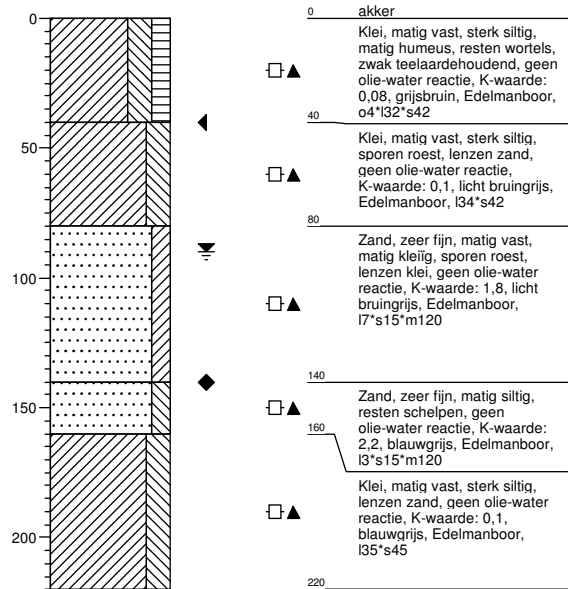 0
50
100
150
200
0
akker
Klei, matig vast, sterk siltig,
matig humeus, resten wortels,
zwak teelaardehoudend, geen
olie-water reactie, K-waarde:
0,08, grijsbruin, Edelmanboor,
o4*l32*s42
40
Klei, matig vast, sterk siltig,
sporen roest, lenzen zand,
geen olie-water reactie,
K-waarde: 0,1, licht bruingrijs,
Edelmanboor, l34*s42
80
Zand, zeer fijn, matig vast,
matig kleiïg, sporen roest,
lenzen klei, geen olie-water
reactie, K-waarde: 1,8, licht
bruingrijs, Edelmanboor,
l7*s15*m120
140
Zand, zeer fijn, matig siltig,
resten schelpen, geen
olie-water reactie, K-waarde:
2,2, blauwgrijs, Edelmanboor,
l3*s15*m120
160
Klei, matig vast, sterk siltig,
lenzen zand, geen olie-water
reactie, K-waarde: 0,1,
blauwgrijs, Edelmanboor,
l35*s45
220